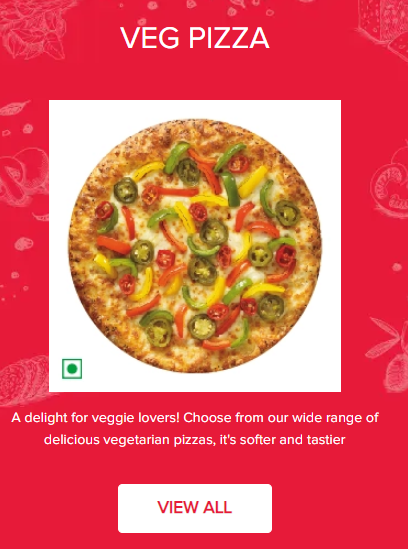 VEG PIZZA
A delight for veggie lovers! Choose from our wide range of
delicious vegetarian pizzas, it's softer and tastier
VIEW ALL